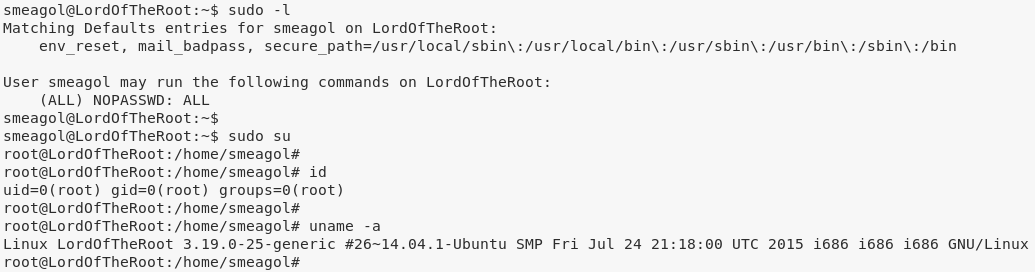 smeagol@LordOfTheRoot:~$ sudo -l
Matching Defaults entries for smeagol on LordOfTheRoot:
    env_reset, mail_badpass, secure_path=/usr/local/sbin\:/usr/local/bin\:/usr/sbin\:/usr/bin\:/sbin\:/bin

User smeagol may run the following commands on LordOfTheRoot:
    (ALL) NOPASSWD: ALL
smeagol@LordOfTheRoot:~$
smeagol@LordOfTheRoot:~$ sudo su
root@LordOfTheRoot:/home/smeagol#
root@LordOfTheRoot:/home/smeagol# id
uid=0(root) gid=0(root) groups=0(root)
root@LordOfTheRoot:/home/smeagol#
root@LordOfTheRoot:/home/smeagol# uname -a
Linux LordOfTheRoot 3.19.0-25-generic #26~14.04.1-Ubuntu SMP Fri Jul 24 21:18:00 UTC 2015 i686 i686 i686 GNU/Linux
root@LordOfTheRoot:/home/smeagol#